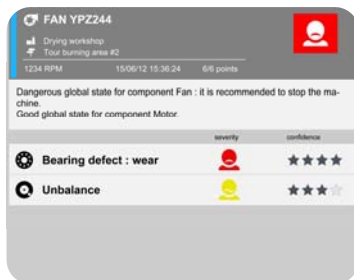 FAN YPZ244
Drying workshop
Tour burning area #2
1234 RPM 15/06/12 15:36:24 6/6 points
Dangerous global state for component Fan : it is recommended to stop the ma-
chine.
Good global state for component Motor.
severity confidence
Bearing defect : wear
Unbalance